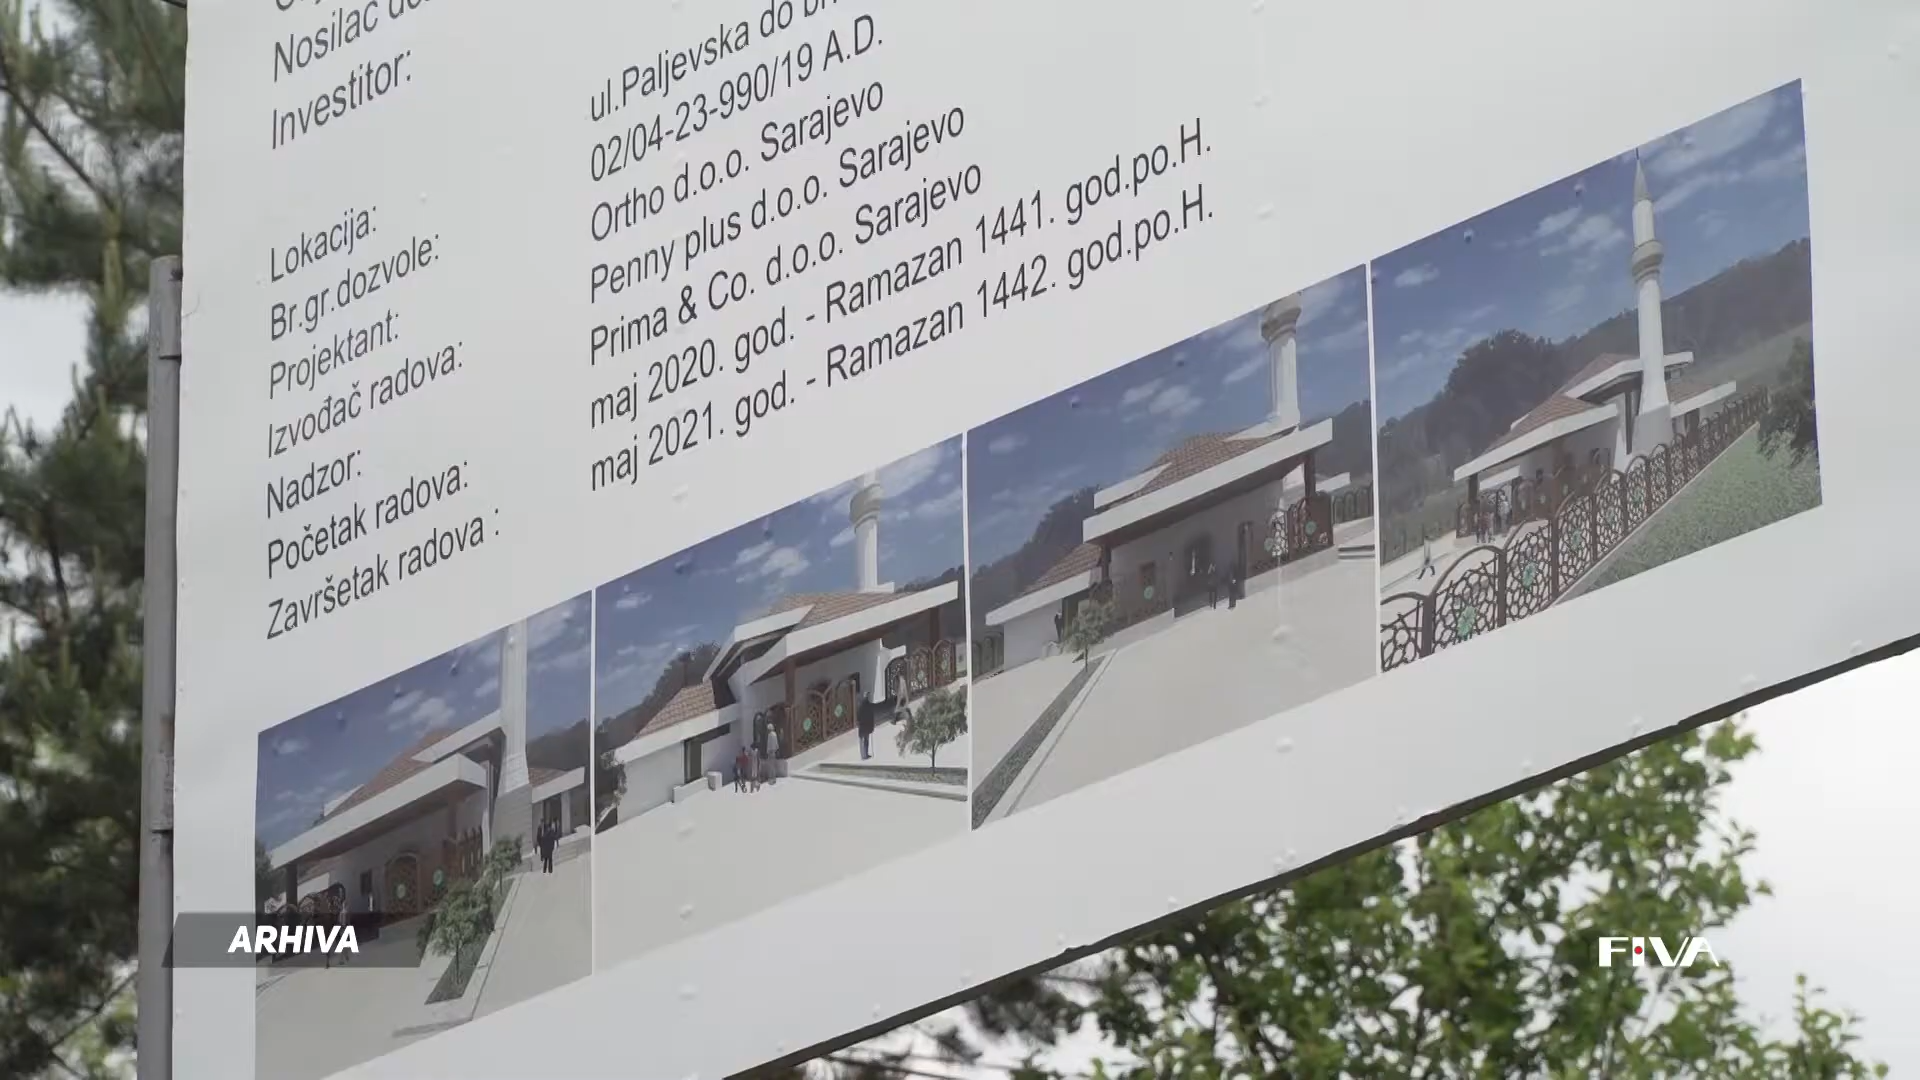 Nosilac
Investitor:
Lokacija: ul.Paljevska do
Br.gr.dozvole: 02/04-23-990/19 A.D.
Projektant: Ortho d.o.o. Sarajevo
Izvođač radova: Penny plus d.o.o. Sarajevo
Nadzor: Prima & Co. d.o.o. Sarajevo
Početak radova: maj 2020. god. - Ramazan 1441. god.po.H.
Završetak radova : maj 2021. god. - Ramazan 1442. god.po.H.
ARHIVA
FIVA